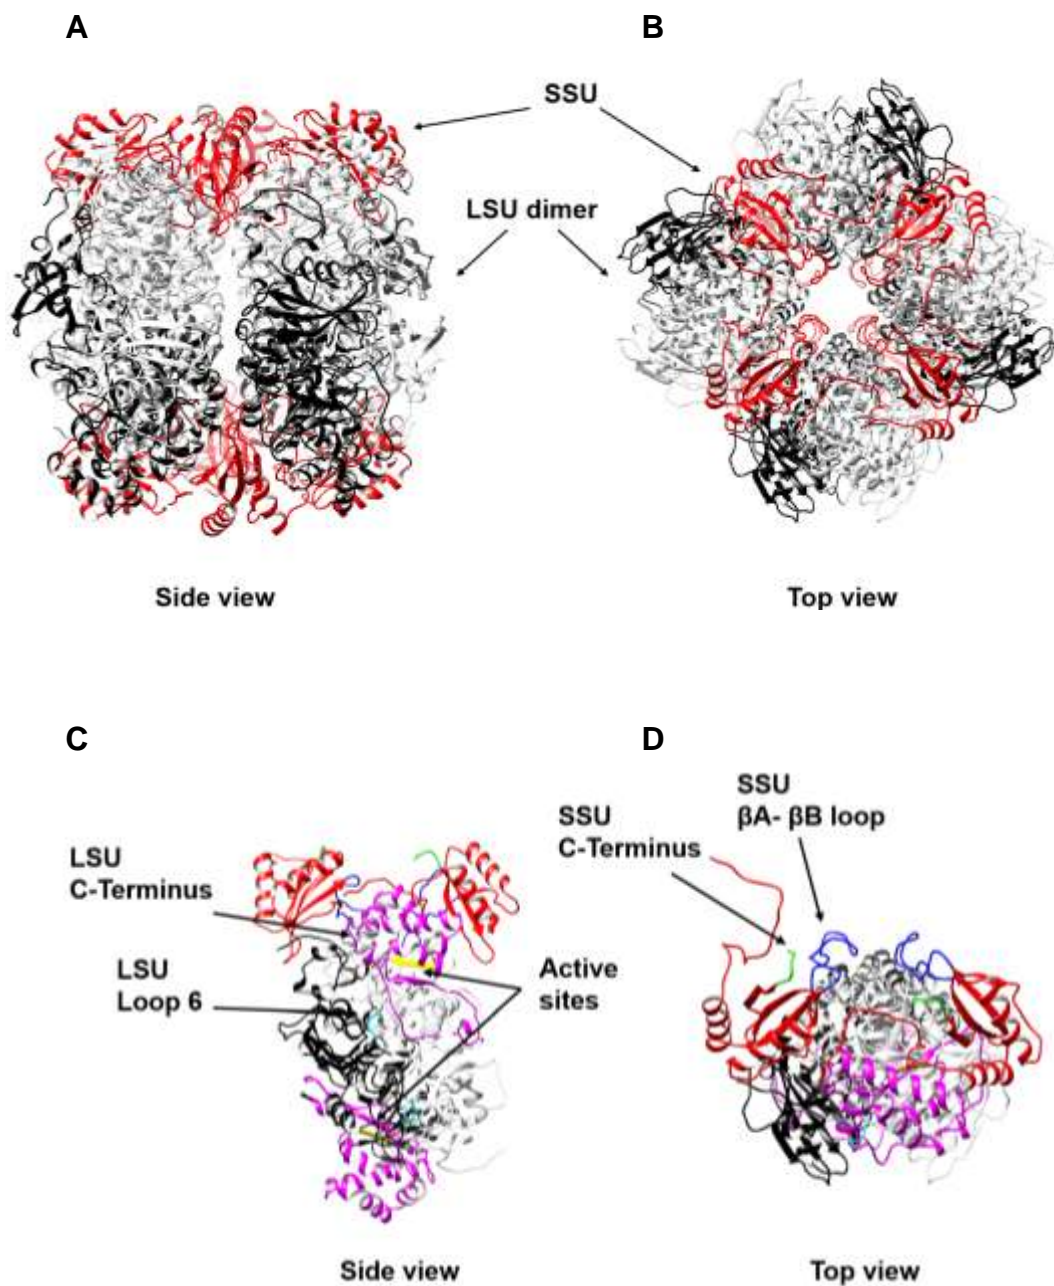 A
B
SSU
LSU dimer
Side view
Top view
C
D
SSU
βA- βB loop
SSU
C-Terminus
LSU
C-Terminus
LSU
Loop 6
Active
sites
Side view
Top view